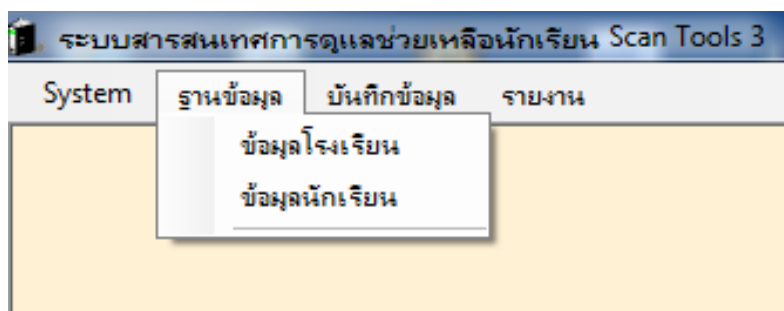 ระบบสารสนเทศการดูแลช่วยเหลือนักเรียน Scan Tools 3
System ฐานข้อมูล บันทึกข้อมูล รายงาน
ข้อมูลโรงเรียน
ข้อมูลนักเรียน